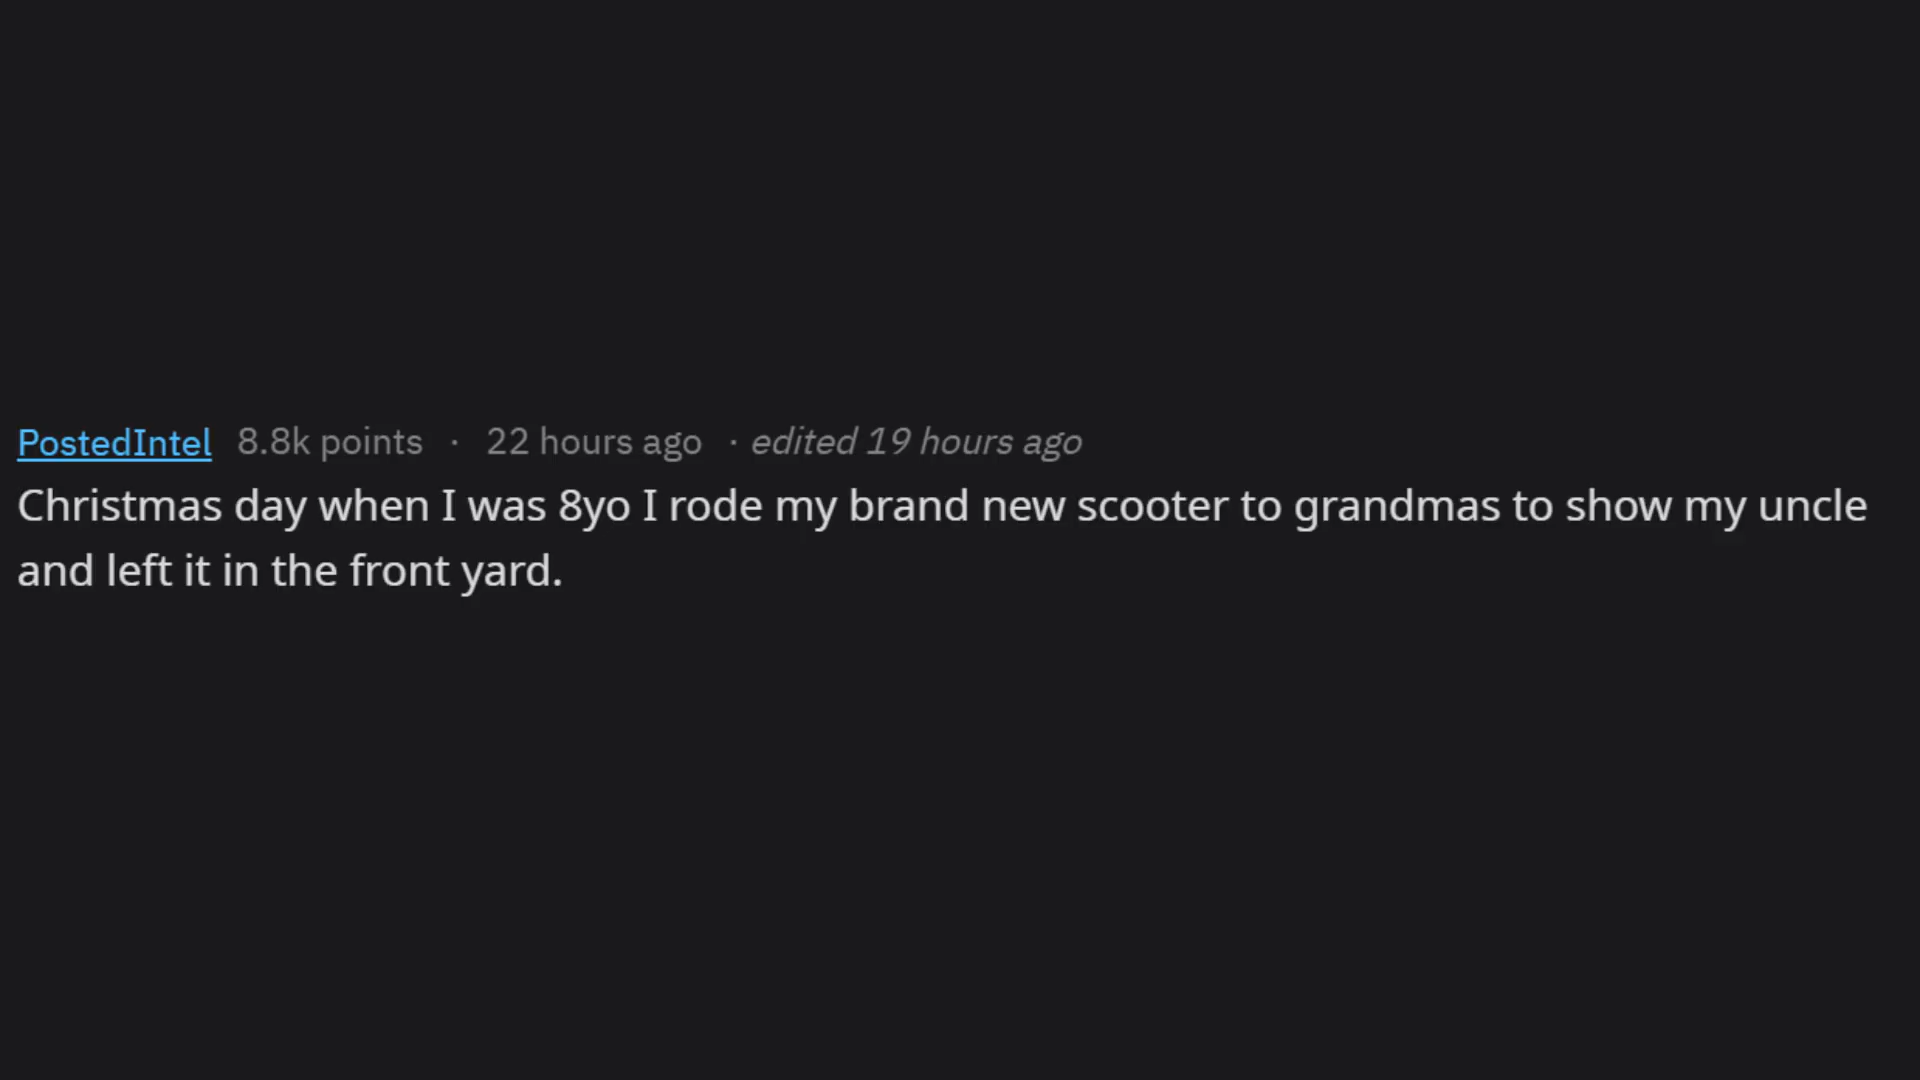 PostedIntel 8.8k points · 22 hours ago · edited 19 hours ago
Christmas day when I was 8yo I rode my brand new scooter to grandmas to show my uncle
and left it in the front yard.